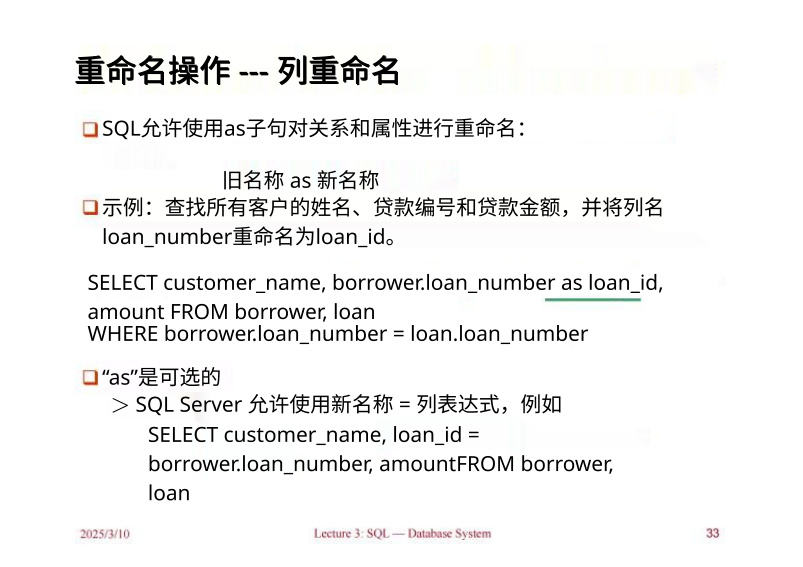 重命名操作 --- 列重命名
SQL允许使用as子句对关系和属性进行重命名：
旧名称 as 新名称
示例：查找所有客户的姓名、贷款编号和贷款金额，并将列名
loan_number重命名为loan_id。
SELECT customer_name, borrower.loan_number as loan_id,
amount FROM borrower, loan
WHERE borrower.loan_number = loan.loan_number
“as”是可选的
＞SQL Server 允许使用新名称 = 列表达式，例如
SELECT customer_name, loan_id =
borrower.loan_number, amountFROM borrower,
loan
2025/3/10
Lecture 3: SQL — Database System
33